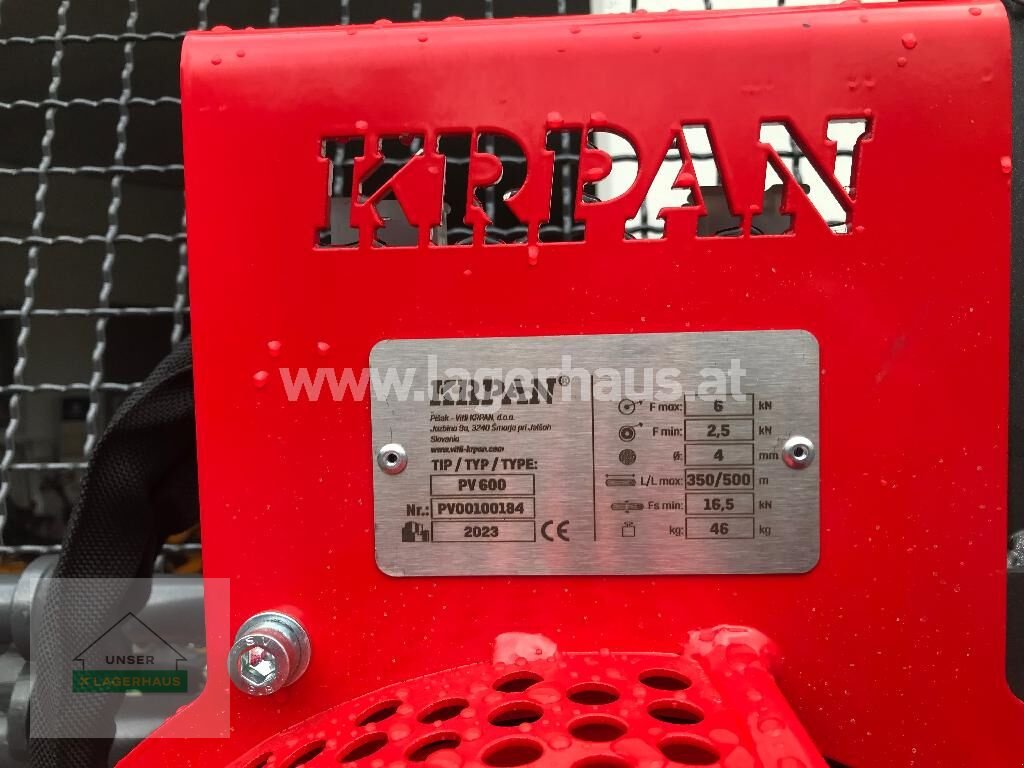 KRPAN
www.lagerhaus.at
KRPAN®
Pišek - Vitli KRPAN, d.o.o.
Jazbina 9a, 3240 Šmarje pri Jelšah
Slovenia
www.vitli-krpan.com
TIP / TYP / TYPE:
PV 600
Nr.: PV00100184
2023 CE
F max: 6 kN
F min: 2,5 kN
Ø: 4 mm
L/L max: 350/500 m
Fs min: 16,5 kN
kg: 46 kg
UNSER
LAGERHAUS